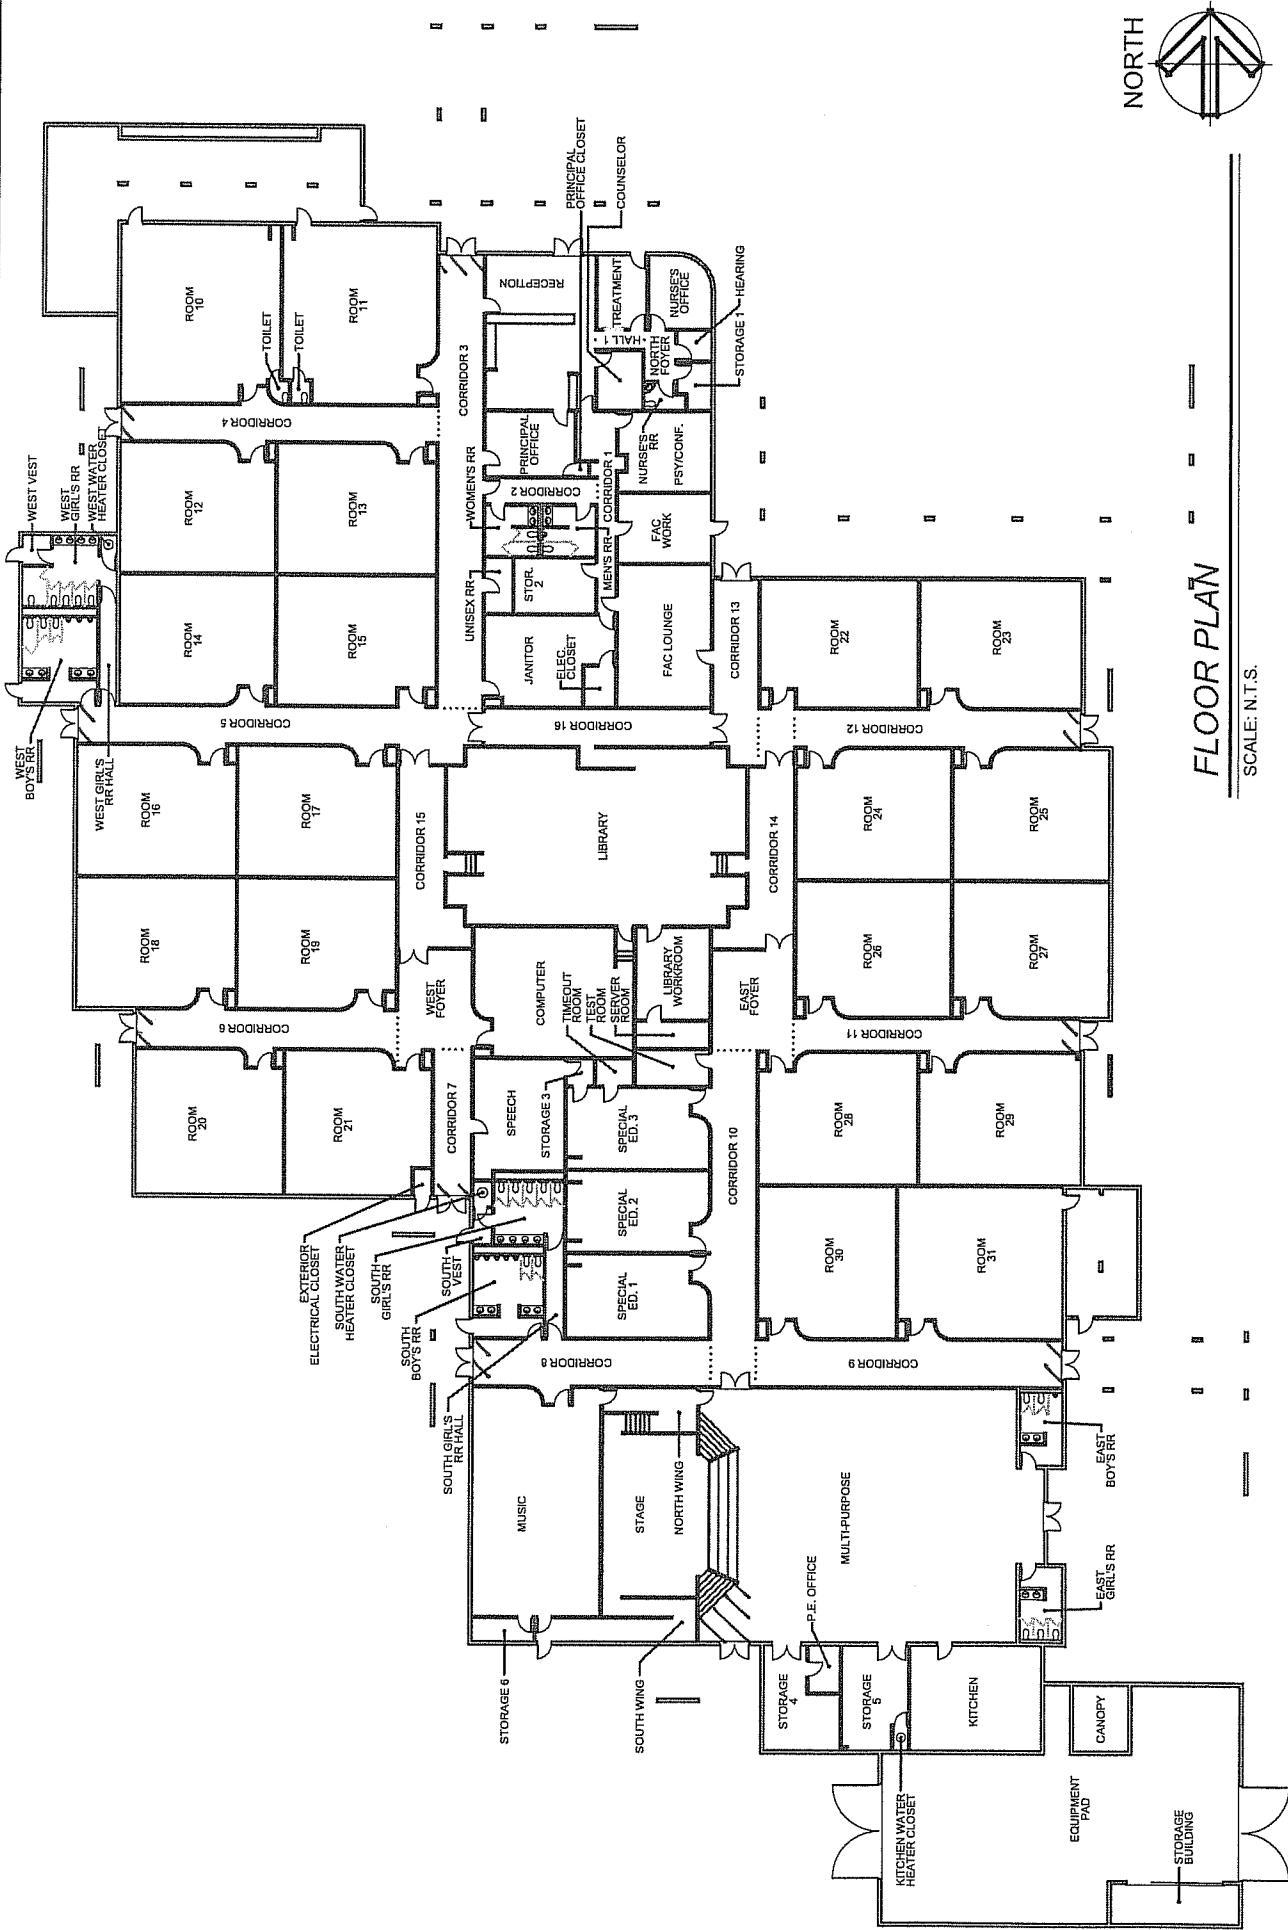 NORTH
FLOOR PLAN
SCALE: N.T.S.
ROOM
10
TOILET
TOILET
ROOM
11
CORRIDOR 4
CORRIDOR 3
WEST VEST
WEST
GIRL'S RR
WEST WATER
HEATER CLOSET
WEST
BOY'S RR
WEST GIRL'S
RR HALL
ROOM
12
ROOM
13
ROOM
14
ROOM
15
CORRIDOR 5
RECEPTION
PRINCIPAL
OFFICE CLOSET
COUNSELOR
TREATMENT
NURSE'S
OFFICE
HALL 1
NORTH
FOYER
HEARING
STORAGE 1
NURSE'S
RR
PSY/CONF.
PRINCIPAL
OFFICE
CORRIDOR 1
CORRIDOR 2
WOMEN'S RR
MEN'S RR
UNISEX RR
STOR.
2
FAC
WORK
JANITOR
ELEC.
CLOSET
FAC LOUNGE
CORRIDOR 13
CORRIDOR 16
ROOM
22
ROOM
23
CORRIDOR 12
ROOM
16
ROOM
17
ROOM
18
ROOM
19
CORRIDOR 15
LIBRARY
CORRIDOR 14
ROOM
24
ROOM
25
ROOM
26
ROOM
27
CORRIDOR 6
WEST
FOYER
COMPUTER
TIMEOUT
ROOM
TEST
ROOM
SERVER
ROOM
LIBRARY
WORKROOM
EAST
FOYER
CORRIDOR 11
ROOM
20
ROOM
21
CORRIDOR 7
SPEECH
STORAGE 3
SPECIAL
ED. 3
SPECIAL
ED. 2
SPECIAL
ED. 1
CORRIDOR 10
ROOM
28
ROOM
29
ROOM
30
ROOM
31
EXTERIOR
ELECTRICAL CLOSET
SOUTH WATER
HEATER CLOSET
SOUTH
GIRL'S RR
SOUTH
VEST
SOUTH
BOY'S RR
SOUTH GIRL'S
RR HALL
CORRIDOR 8
CORRIDOR 9
MUSIC
STAGE
NORTH WING
MULTI-PURPOSE
EAST
BOY'S RR
EAST
GIRL'S RR
P.E. OFFICE
STORAGE 6
SOUTH WING
STORAGE
4
STORAGE
5
KITCHEN
CANOPY
KITCHEN WATER
HEATER CLOSET
EQUIPMENT
PAD
STORAGE
BUILDING